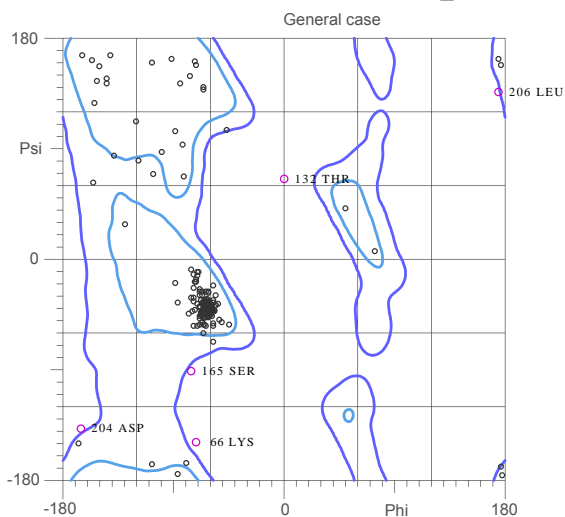 General case
180
206 LEU
Psi
132 THR
0
165 SER
204 ASP
66 LYS
-180
-180
0
Phi
180